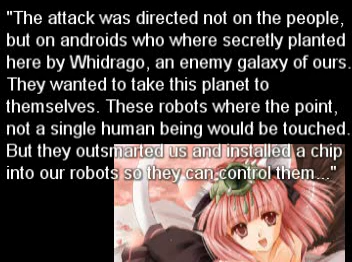 "The attack was directed not on the people,
but on androids who where secretly planted
here by Whidrago, an enemy galaxy of ours.
They wanted to take this planet to
themselves. These robots where the point,
not a single human being would be touched.
But they outsmarted us and installed a chip
into our robots so they can control them..."